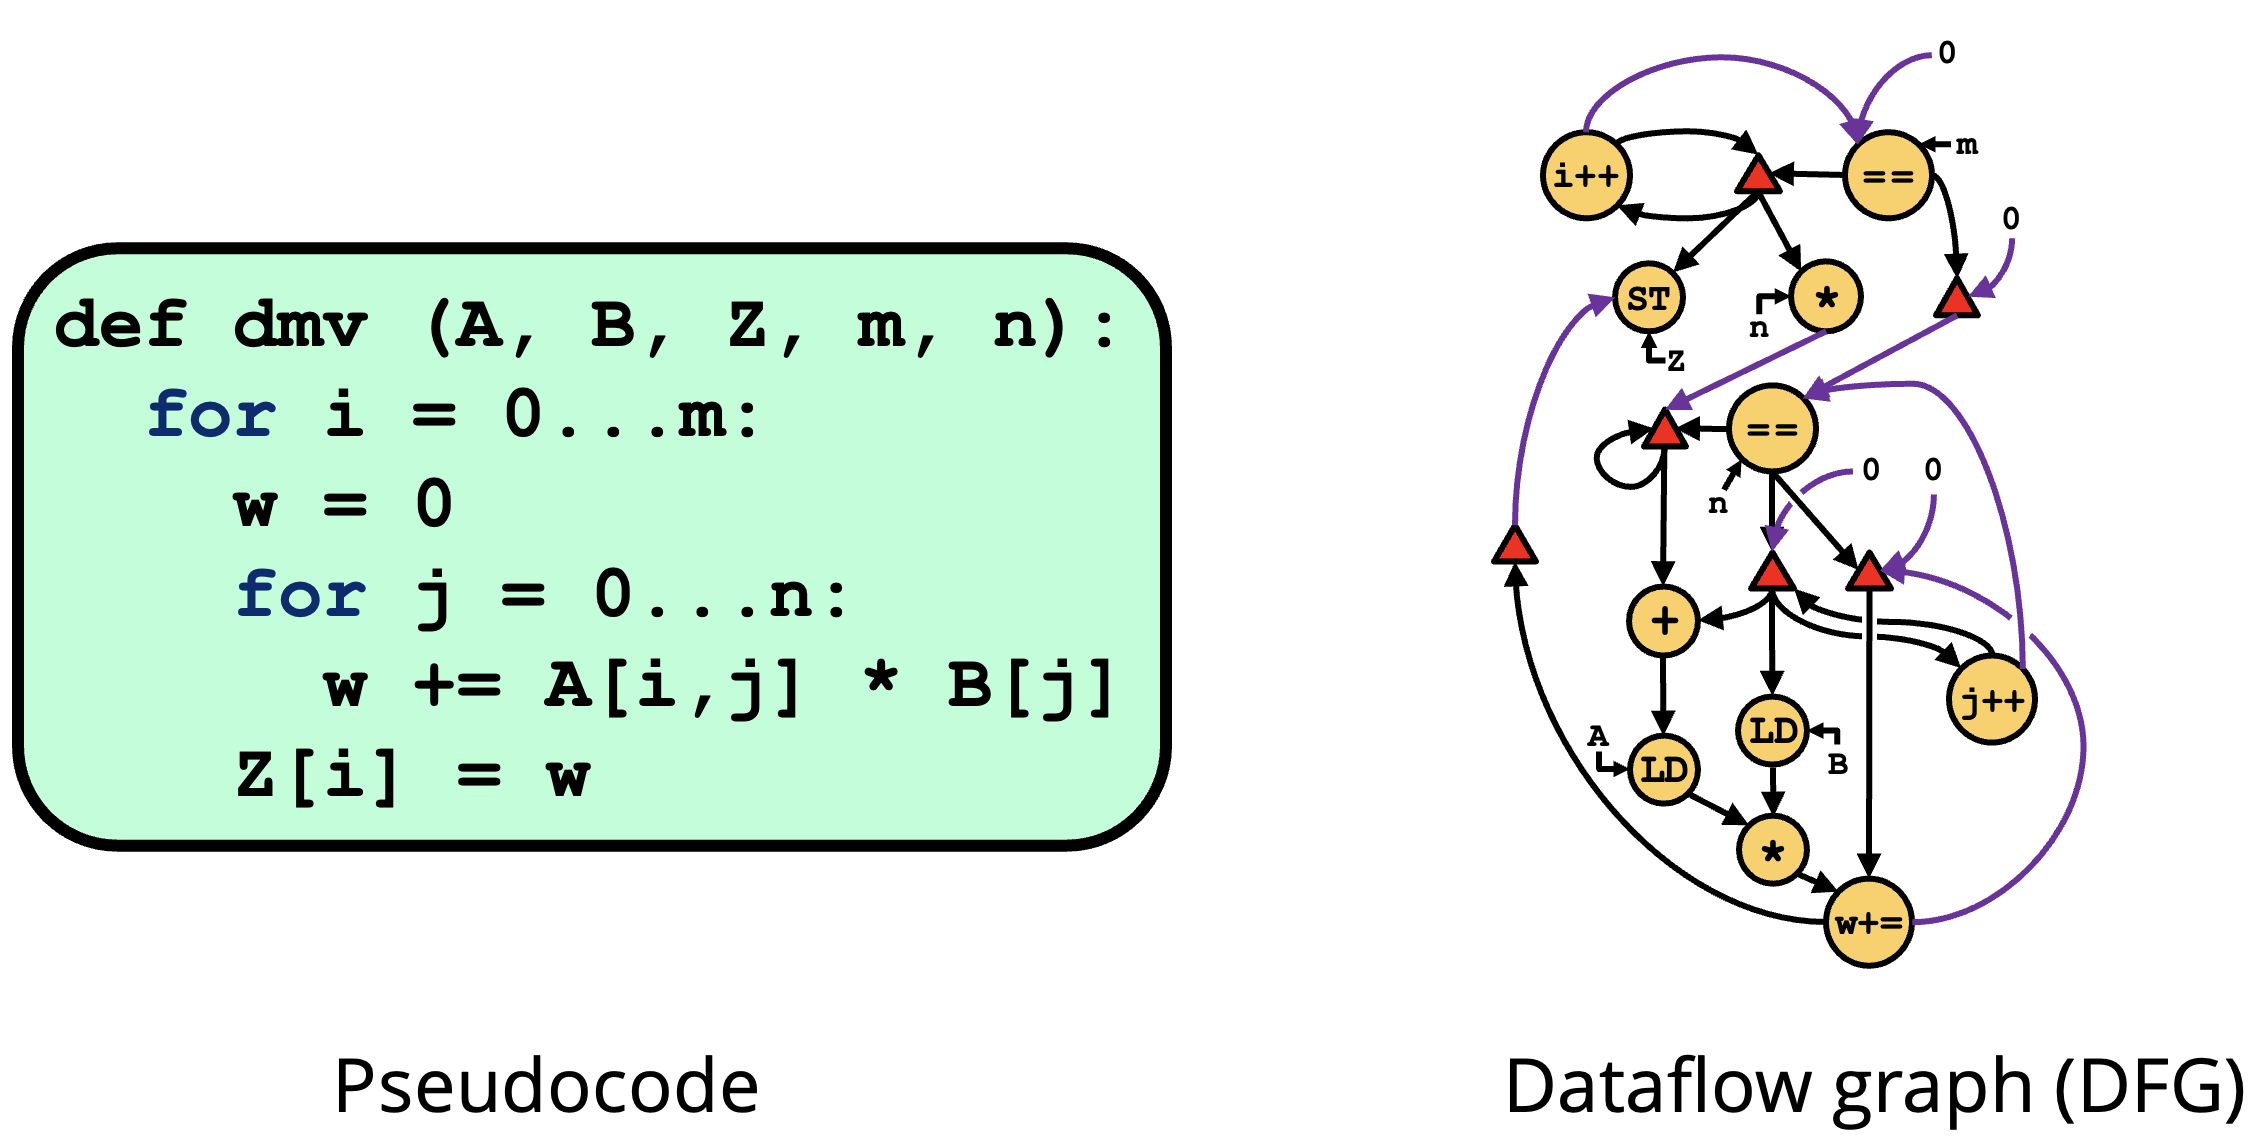 def dmv (A, B, Z, m, n):
for i = 0...m:
w = 0
for j = 0...n:
w += A[i,j] * B[j]
Z[i] = w
Pseudocode
0
i++
==
m
0
ST
*
n
Z
==
n
0
0
+
j++
A
LD
LD
B
*
w+=
Dataflow graph (DFG)